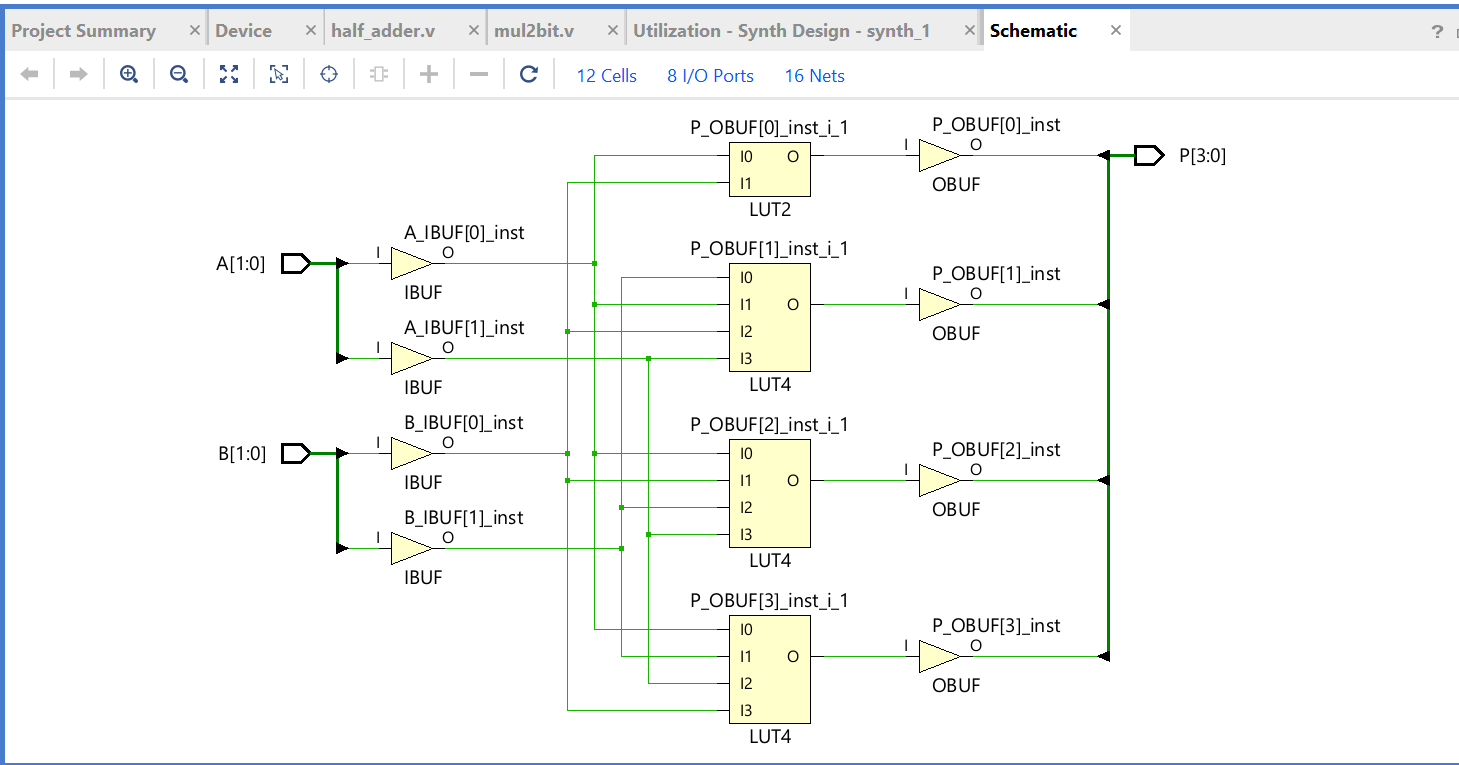 Project Summary × Device × half_adder.v × mul2bit.v × Utilization - Synth Design - synth_1 × Schematic × ?
12 Cells 8 I/O Ports 16 Nets
P_OBUF[0]_inst_i_1
I0 O
I1
LUT2
P_OBUF[0]_inst
I O
OBUF
P[3:0]
A[1:0]
A_IBUF[0]_inst
I O
IBUF
A_IBUF[1]_inst
I O
IBUF
P_OBUF[1]_inst_i_1
I0
I1 O
I2
I3
LUT4
P_OBUF[1]_inst
I O
OBUF
B[1:0]
B_IBUF[0]_inst
I O
IBUF
B_IBUF[1]_inst
I O
IBUF
P_OBUF[2]_inst_i_1
I0
I1 O
I2
I3
LUT4
P_OBUF[2]_inst
I O
OBUF
P_OBUF[3]_inst_i_1
I0
I1 O
I2
I3
LUT4
P_OBUF[3]_inst
I O
OBUF